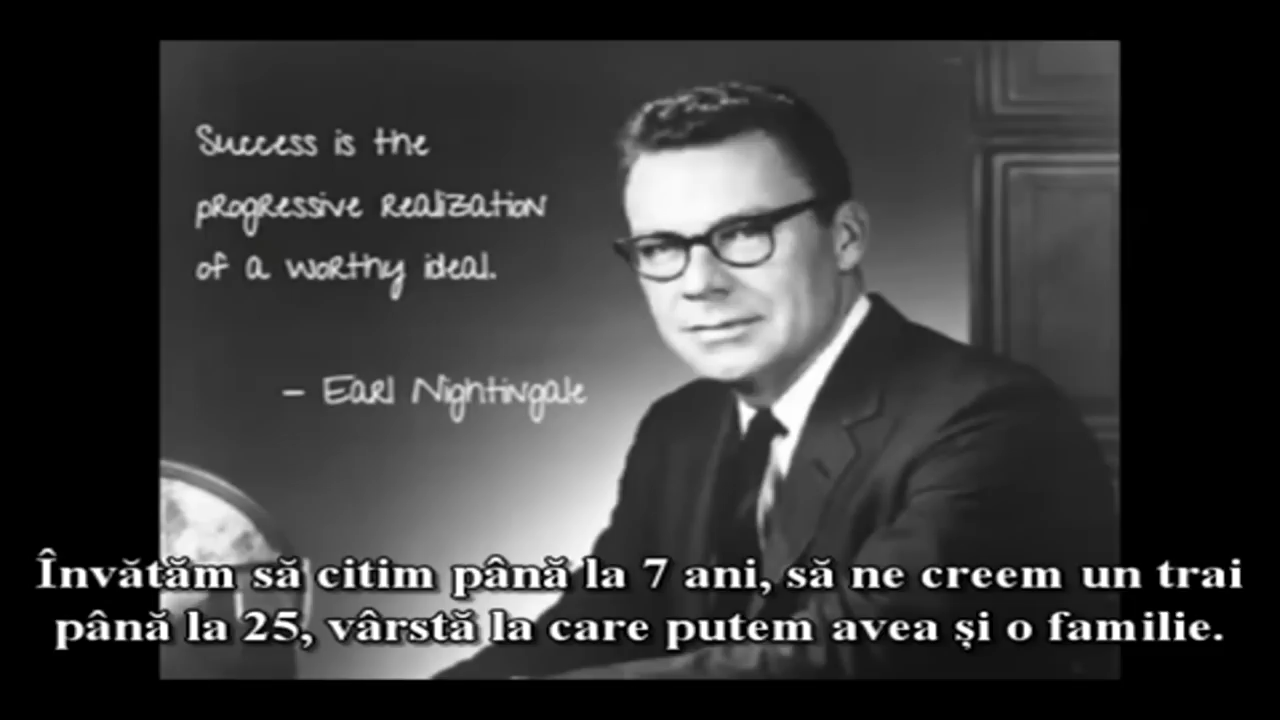 Success is the
progressive realization
of a worthy ideal.
- Earl Nightingale
Învătăm să citim până la 7 ani, să ne creem un trai
până la 25, vârstă la care putem avea și o familie.